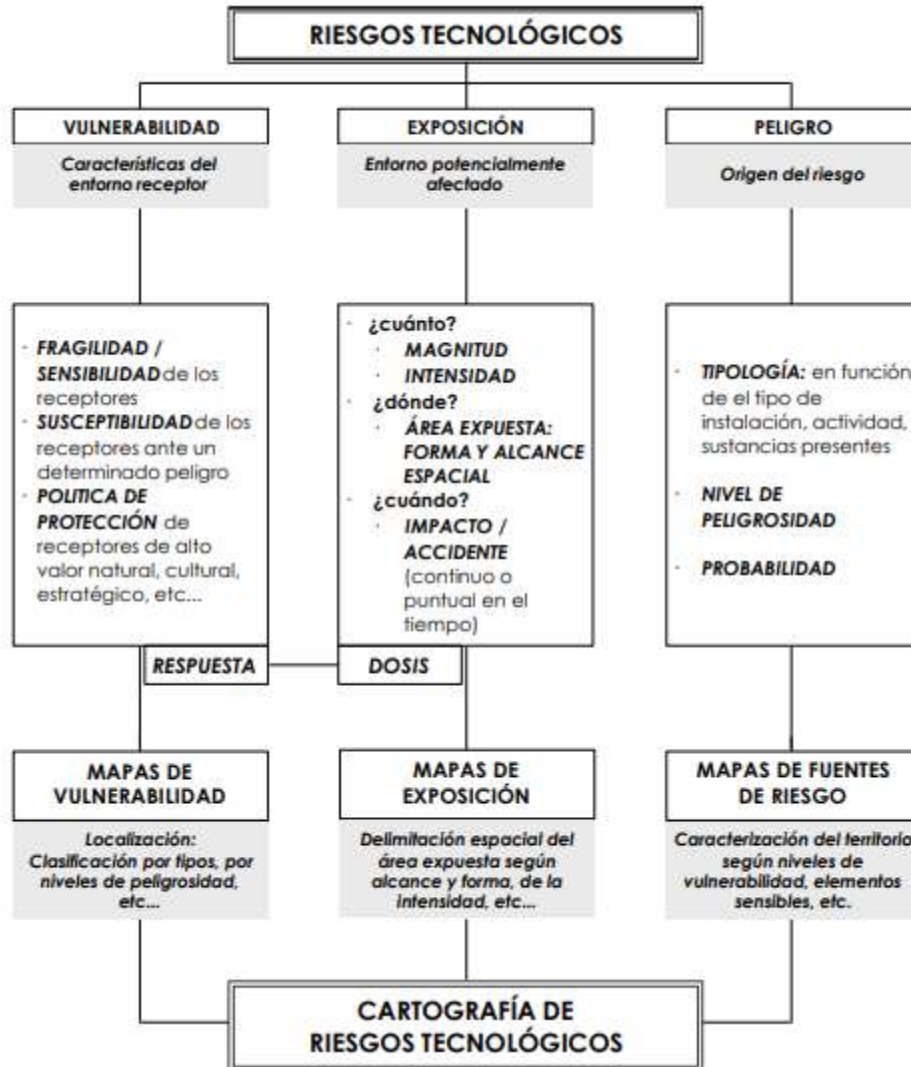 RIESGOS TECNOLÓGICOS
VULNERABILIDAD
Características del
entorno receptor
EXPOSICIÓN
Entorno potencialmente
afectado
PELIGRO
Origen del riesgo
· FRAGILIDAD /
SENSIBILIDAD de los
receptores
· SUSCEPTIBILIDAD de los
receptores ante un
determinado peligro
· POLITICA DE
PROTECCIÓN de
receptores de alto
valor natural, cultural,
estratégico, etc...
· ¿cuánto?
· MAGNITUD
· INTENSIDAD
· ¿dónde?
· ÁREA EXPUESTA:
FORMA Y ALCANCE
ESPACIAL
· ¿cuándo?
· IMPACTO /
ACCIDENTE
(continuo o
puntual en el
tiempo)
· TIPOLOGÍA: en función
de el tipo de
instalación, actividad,
sustancias presentes
· NIVEL DE
PELIGROSIDAD
· PROBABILIDAD
RESPUESTA
DOSIS
MAPAS DE
VULNERABILIDAD
Localización:
Clasificación por tipos, por
niveles de peligrosidad,
etc...
MAPAS DE
EXPOSICIÓN
Delimitación espacial del
área expuesta según
alcance y forma, de la
intensidad, etc...
MAPAS DE FUENTES
DE RIESGO
Caracterización del territorio
según niveles de
vulnerabilidad, elementos
sensibles, etc.
CARTOGRAFÍA DE
RIESGOS TECNOLÓGICOS